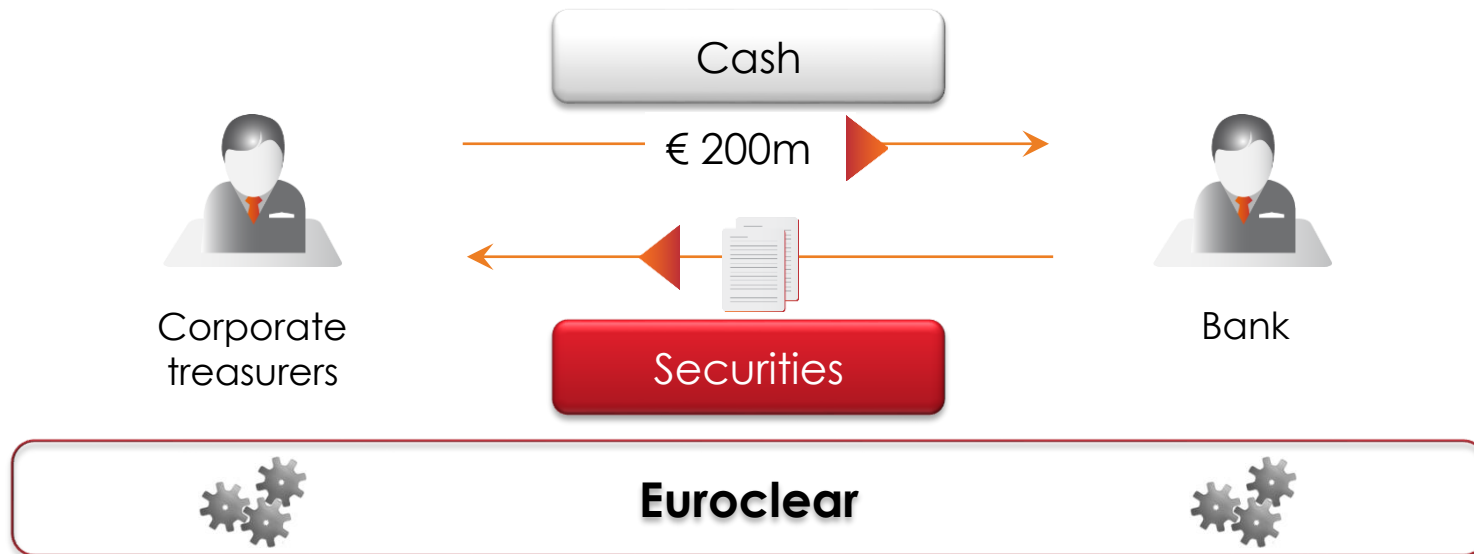 Cash
€ 200m
Corporate
treasurers
Bank
Securities
Euroclear